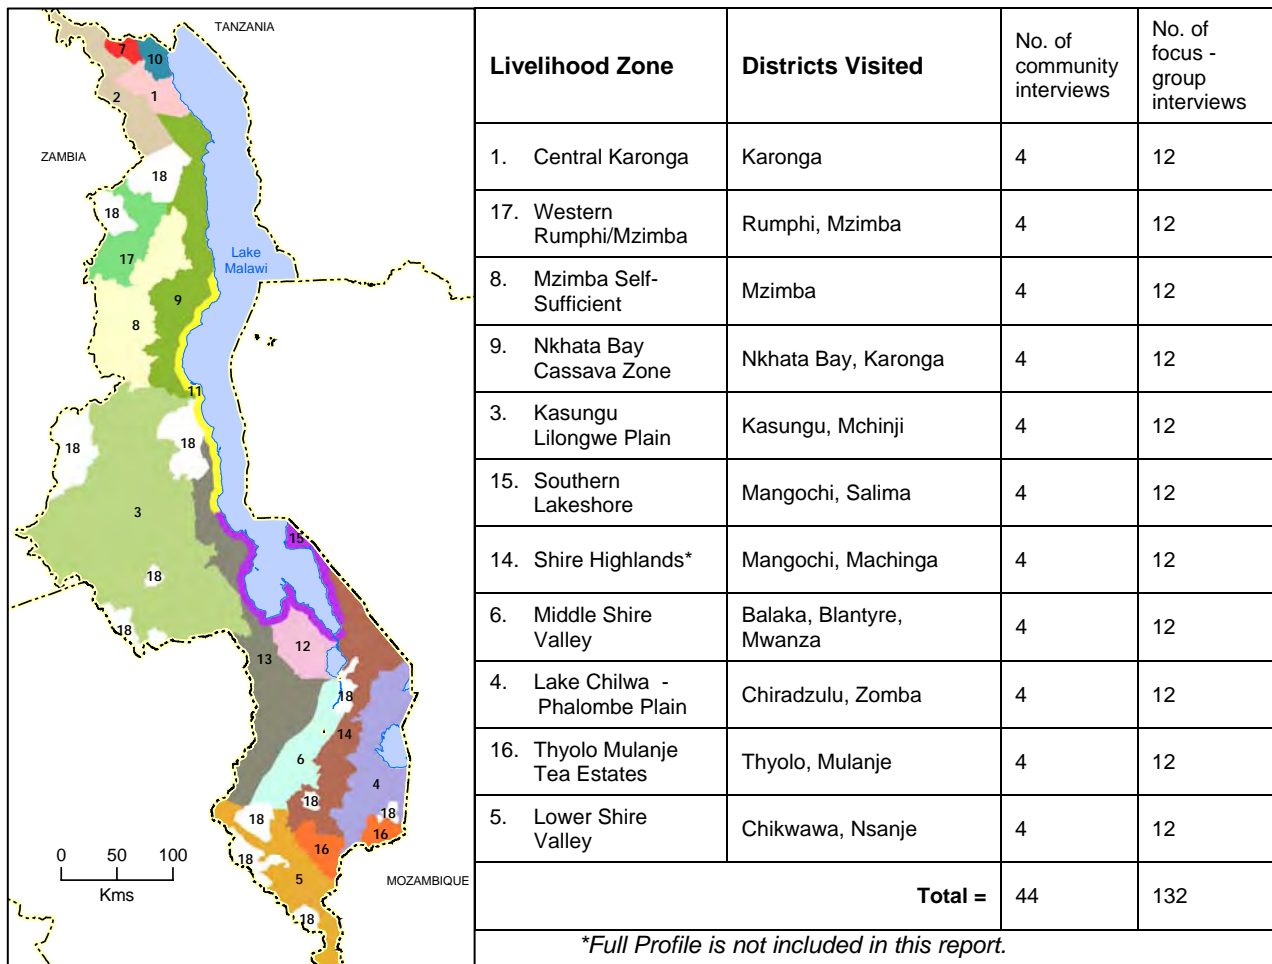 TANZANIA
7
10
2
1
ZAMBIA
18
18
17
Lake
Malawi
9
8
11
18
18
3
15
18
18
12
13
18
14
6
4
18
18
18
16
16
18
5
18
0 50 100
Kms
MOZAMBIQUE
Livelihood Zone
Districts Visited
No. of
community
interviews
No. of
focus -
group
interviews
1. Central Karonga
Karonga
4
12
17. Western
Rumphi/Mzimba
Rumphi, Mzimba
4
12
8. Mzimba Self-
Sufficient
Mzimba
4
12
9. Nkhata Bay
Cassava Zone
Nkhata Bay, Karonga
4
12
3. Kasungu
Lilongwe Plain
Kasungu, Mchinji
4
12
15. Southern
Lakeshore
Mangochi, Salima
4
12
14. Shire Highlands*
Mangochi, Machinga
4
12
6. Middle Shire
Valley
Balaka, Blantyre,
Mwanza
4
12
4. Lake Chilwa -
Phalombe Plain
Chiradzulu, Zomba
4
12
16. Thyolo Mulanje
Tea Estates
Thyolo, Mulanje
4
12
5. Lower Shire
Valley
Chikwawa, Nsanje
4
12
Total =
44
132
*Full Profile is not included in this report.